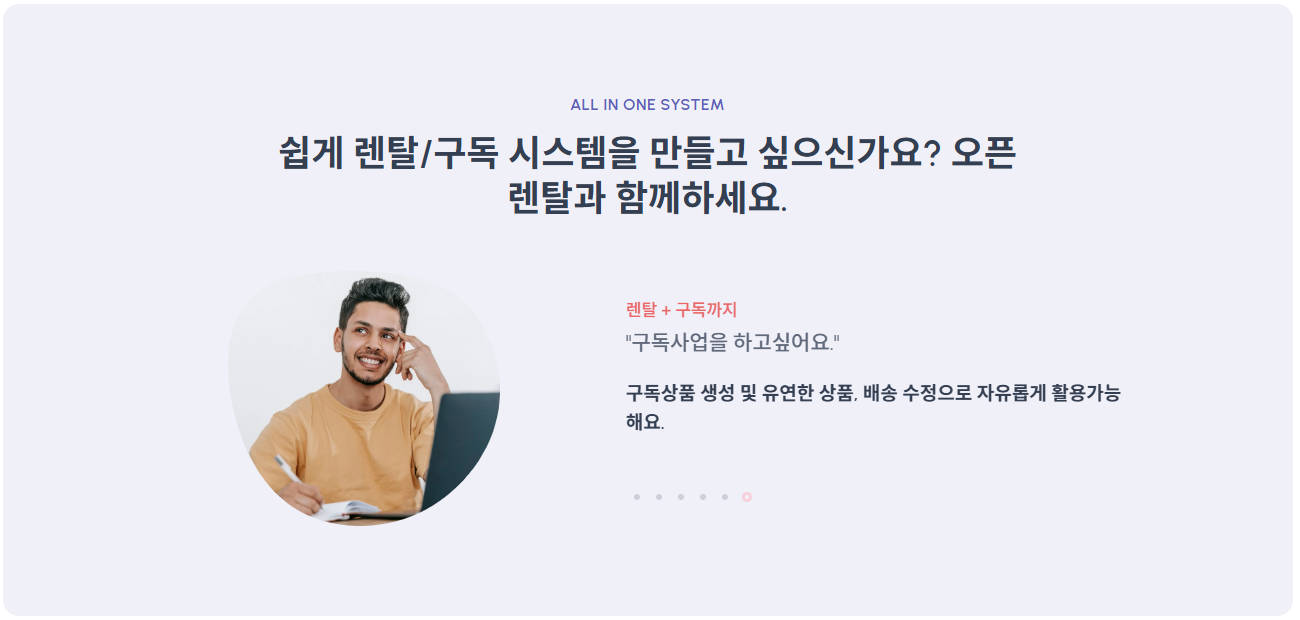 ALL IN ONE SYSTEM
쉽게 렌탈/구독 시스템을 만들고 싶으신가요? 오픈
렌탈과 함께하세요.
렌탈 + 구독까지
"구독사업을 하고싶어요."
구독상품 생성 및 유연한 상품, 배송 수정으로 자유롭게 활용가능
해요.